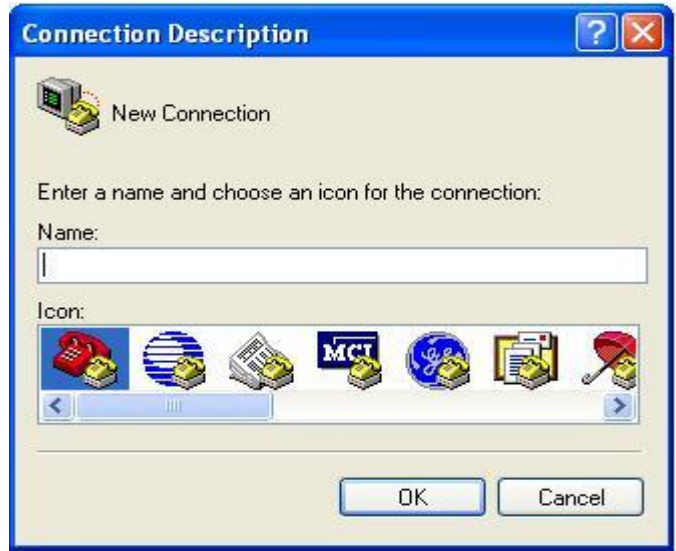 Connection Description
New Connection
Enter a name and choose an icon for the connection:
Name:
Icon:
MCI
OK
Cancel